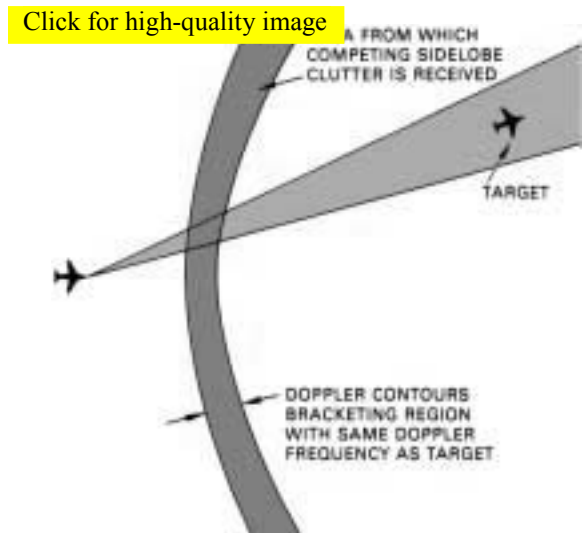 Click for high-quality image
A FROM WHICH
COMPETING SIDELOBE
CLUTTER IS RECEIVED
TARGET
DOPPLER CONTOURS
BRACKETING REGION
WITH SAME DOPPLER
FREQUENCY AS TARGET